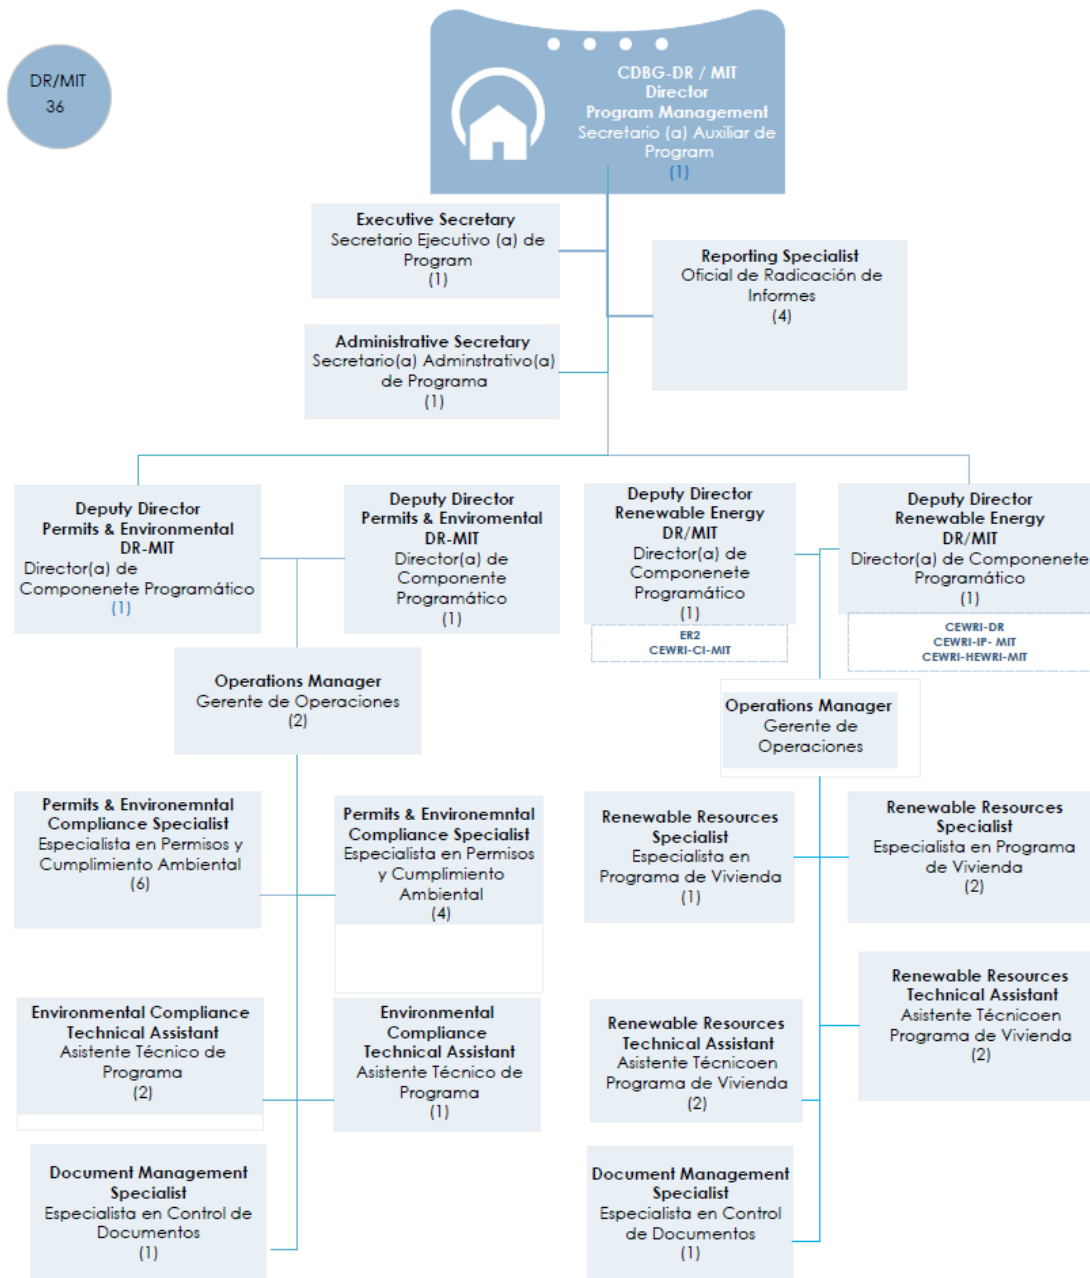 DR/MIT
36
CDBG-DR / MIT
Director
Program Management
Secretario (a) Auxiliar de
Program
(1)
Executive Secretary
Secretario Ejecutivo (a) de
Program
(1)
Reporting Specialist
Oficial de Radicación de
Informes
(4)
Administrative Secretary
Secretario(a) Adminstrativo(a)
de Programa
(1)
Deputy Director
Permits & Environmental
DR-MIT
Director(a) de
Componenete Programático
(1)
Deputy Director
Permits & Enviromental
DR-MIT
Director(a) de
Componente
Programático
(1)
Deputy Director
Renewable Energy
DR/MIT
Director(a) de
Componenete
Programático
(1)
ER2
CEWRI-CI-MIT
Deputy Director
Renewable Energy
DR/MIT
Director(a) de Componenete
Programático
(1)
CEWRI-DR
CEWRI-IP- MIT
CEWRI-HEWRI-MIT
Operations Manager
Gerente de Operaciones
(2)
Operations Manager
Gerente de
Operaciones
Permits & Environemntal
Compliance Specialist
Especialista en Permisos y
Cumplimiento Ambiental
(6)
Permits & Environemntal
Compliance Specialist
Especialista en Permisos
y Cumplimiento
Ambiental
(4)
Renewable Resources
Specialist
Especialista en
Programa de Vivienda
(1)
Renewable Resources
Specialist
Especialista en Programa
de Vivienda
(2)
Environmental Compliance
Technical Assistant
Asistente Técnico de
Programa
(2)
Environmental
Compliance
Technical Assistant
Asistente Técnico de
Programa
(1)
Renewable Resources
Technical Assistant
Asistente Técnicoen
Programa de Vivienda
(2)
Renewable Resources
Technical Assistant
Asistente Técnicoen
Programa de Vivienda
(2)
Document Management
Specialist
Especialista en Control de
Documentos
(1)
Document Management
Specialist
Especialista en Control
de Documentos
(1)